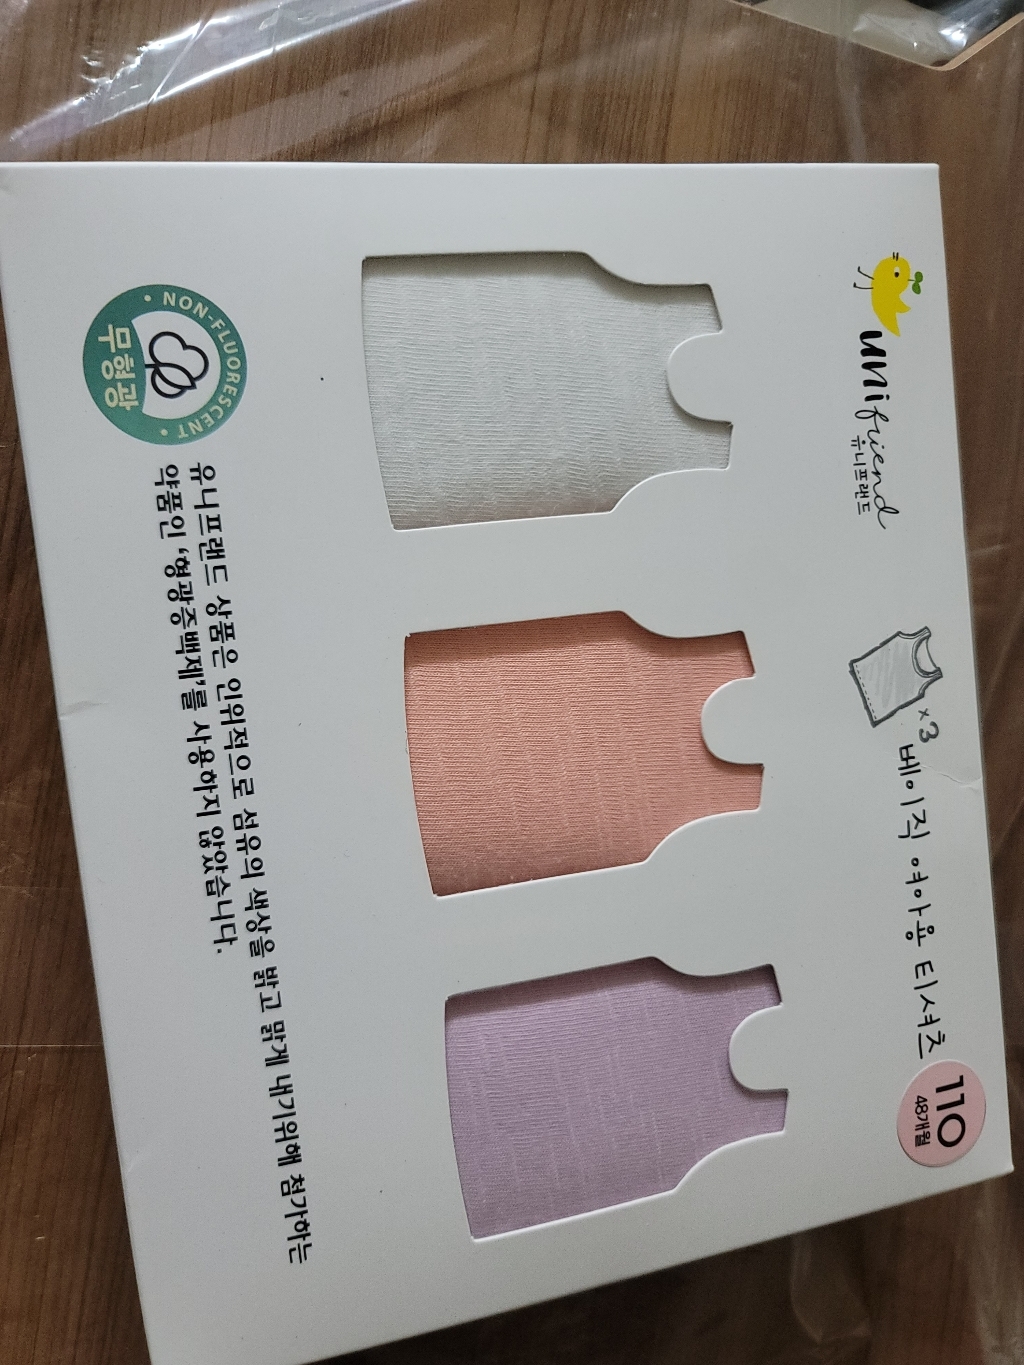 unifriend
유니프랜드
x3
베이직 여아용 티셔츠
110
48개월
NON-FLUORESCENT
무형광
유니프랜드 상품은 인위적으로 섬유의 색상을 밝고 맑게 내기위해 첨가하는
약품인 '형광증백제'를 사용하지 않았습니다.